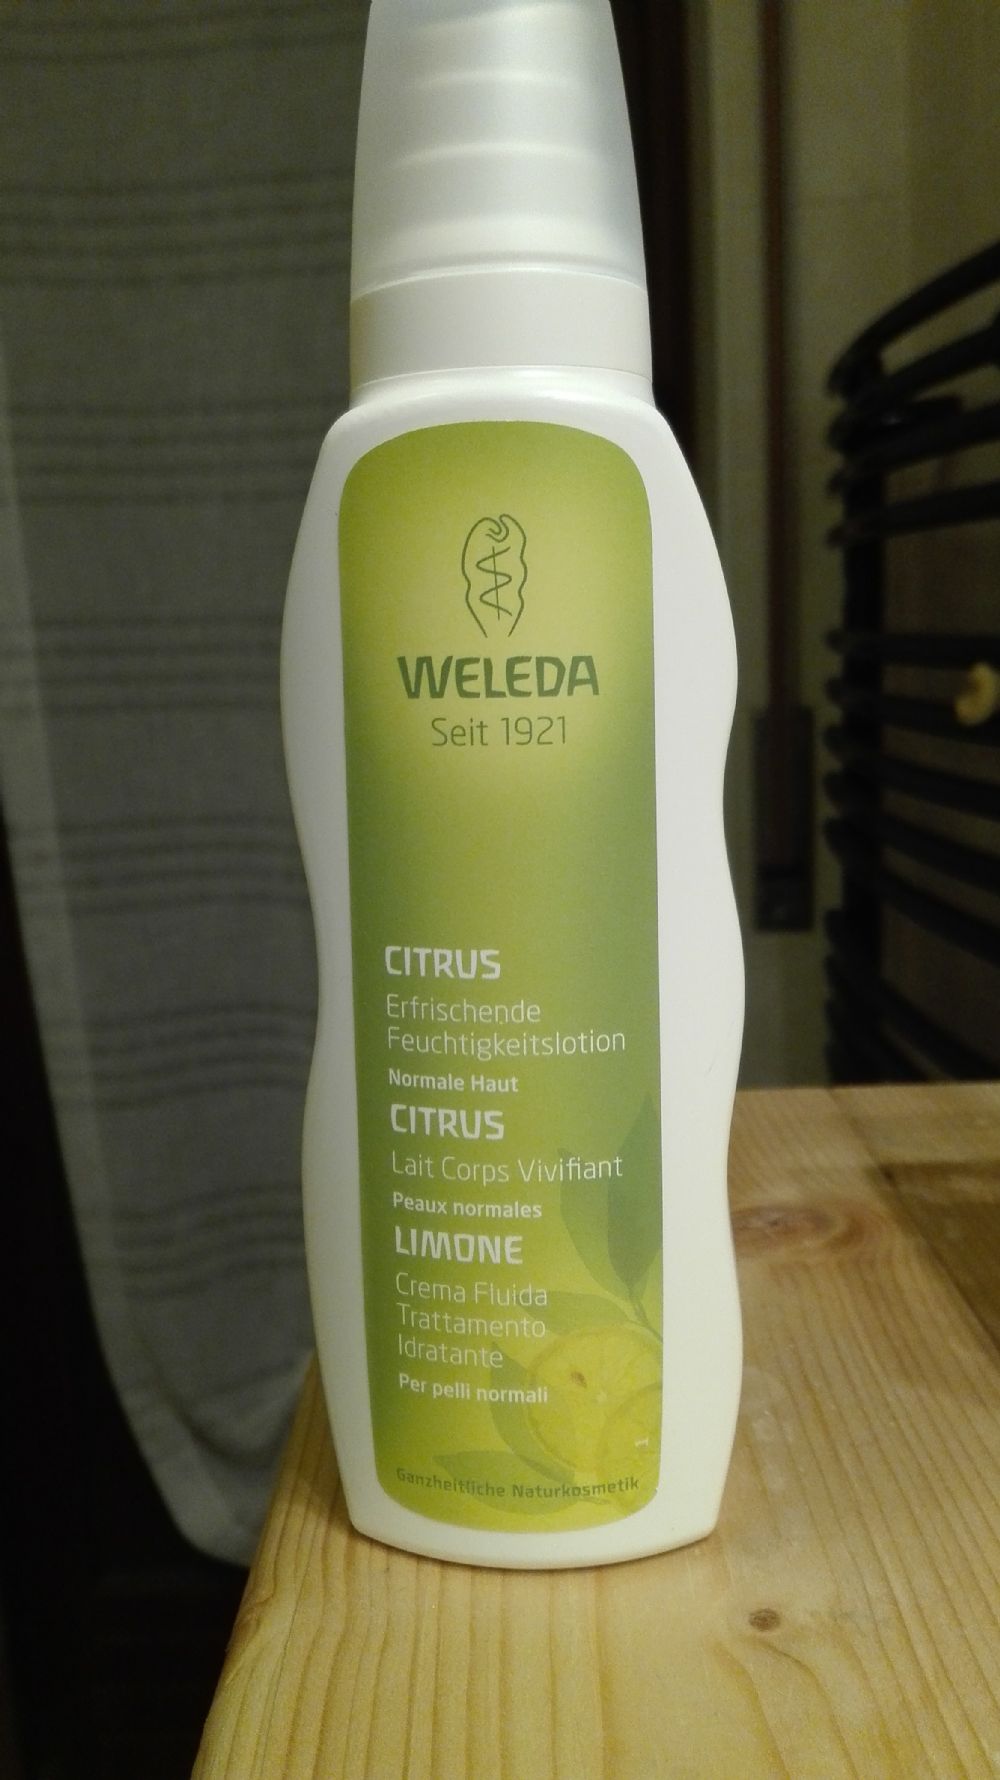 WELEDA
Seit 1921
CITRUS
Erfrischende
Feuchtigkeitslotion
Normale Haut
CITRUS
Lait Corps Vivifiant
Peaux normales
LIMONE
Crema Fluida
Trattamento
Idratante
Per pelli normali
1
Ganzheitliche Naturkosmetik